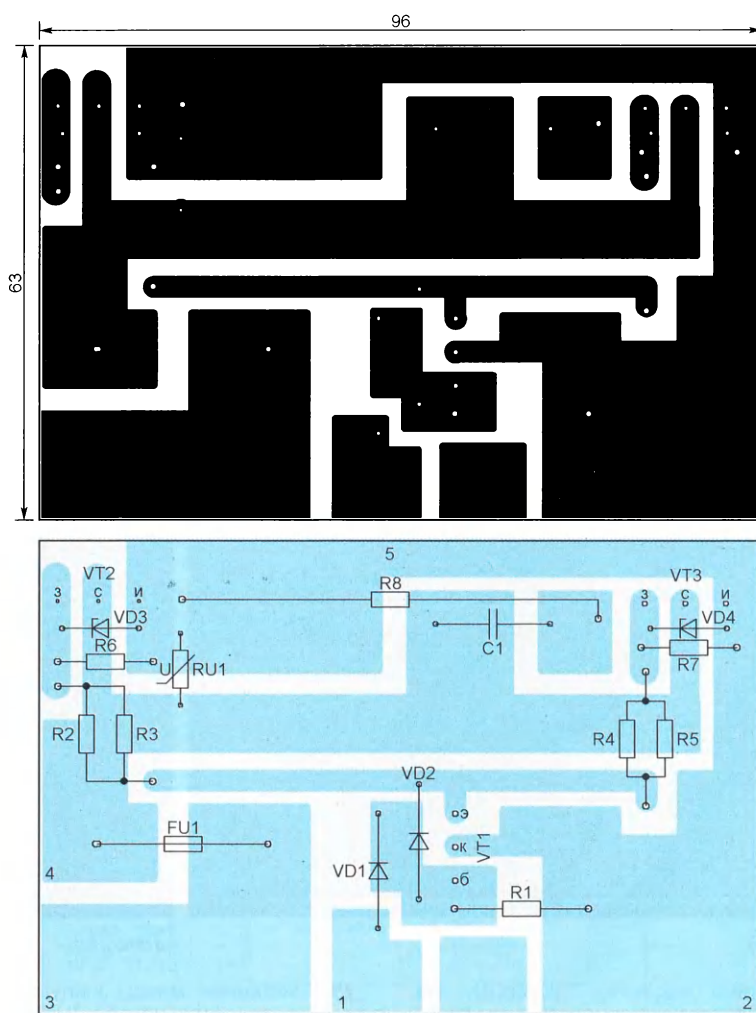 96
63
5
VT2
R8
VT3
з с и
з с и
VD3
C1
VD4
R6
U RU1
R7
R2 R3
R4 R5
VD2
э
FU1
к VT1
VD1
б
R1
4
3 1 2